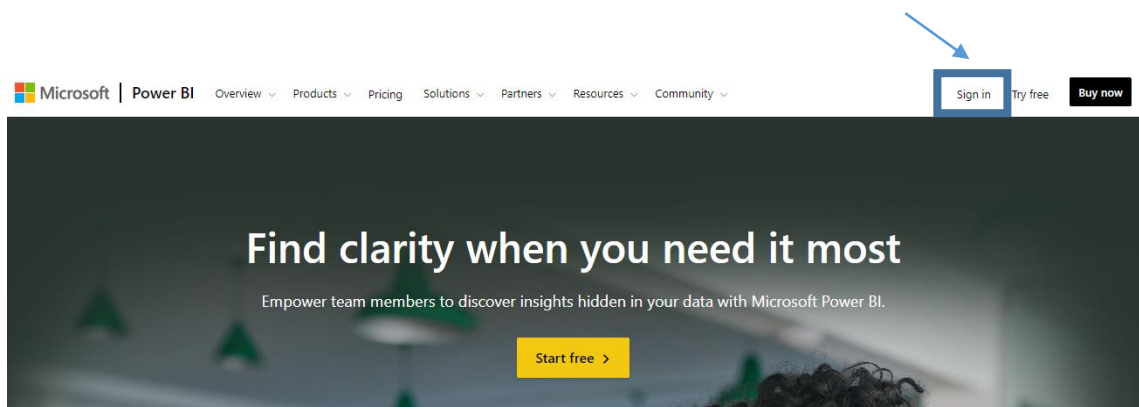 Microsoft | Power BI Overview Products Pricing Solutions Partners Resources Community Sign in Try free Buy now
Find clarity when you need it most
Empower team members to discover insights hidden in your data with Microsoft Power BI.
Start free >